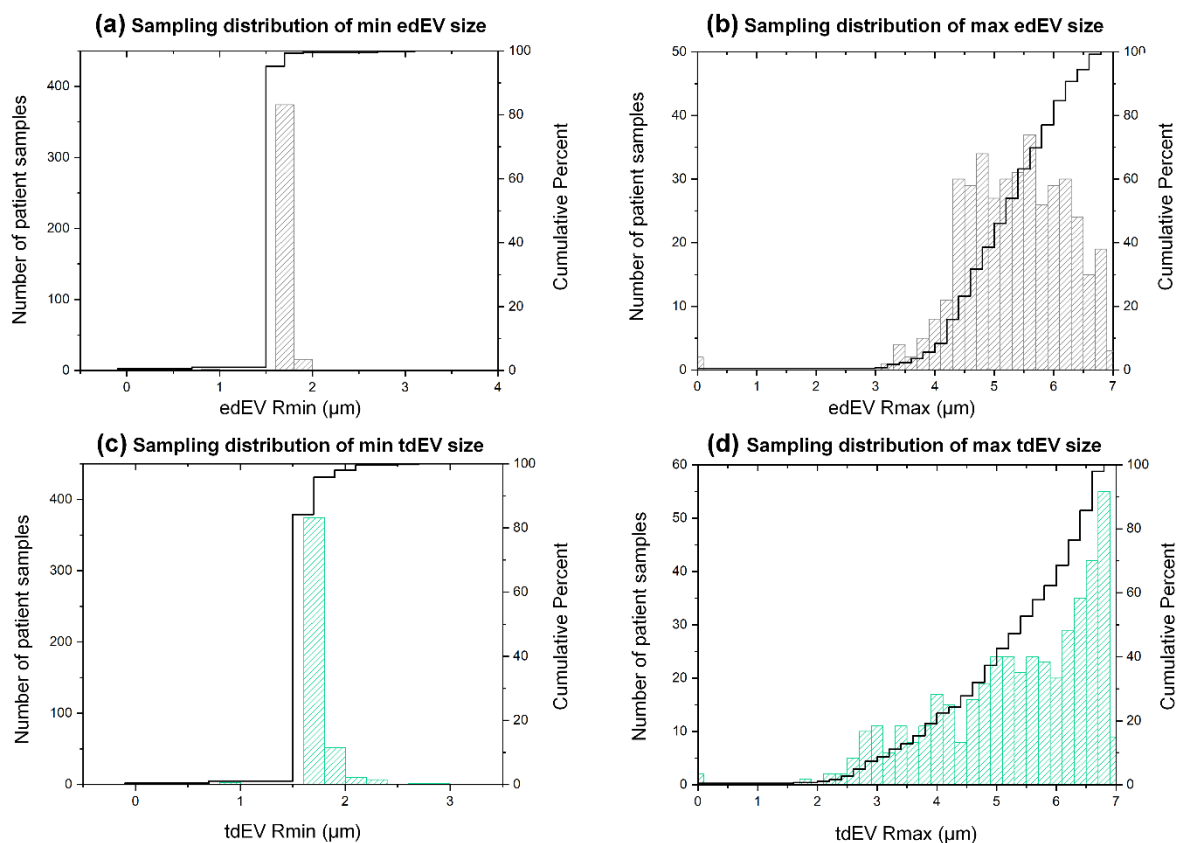 (a) Sampling distribution of min edEV size
Number of patient samples
400
300
200
100
0
100
80
60
40
20
0
Cumulative Percent
0 1 2 3 4
edEV Rmin (µm)
(b) Sampling distribution of max edEV size
Number of patient samples
50
40
30
20
10
0
100
80
60
40
20
0
Cumulative Percent
0 1 2 3 4 5 6 7
edEV Rmax (µm)
(c) Sampling distribution of min tdEV size
Number of patient samples
400
300
200
100
0
100
80
60
40
20
0
Cumulative Percent
0 1 2 3
tdEV Rmin (µm)
(d) Sampling distribution of max tdEV size
Number of patient samples
60
50
40
30
20
10
0
100
80
60
40
20
0
Cumulative Percent
0 1 2 3 4 5 6 7
tdEV Rmax (µm)